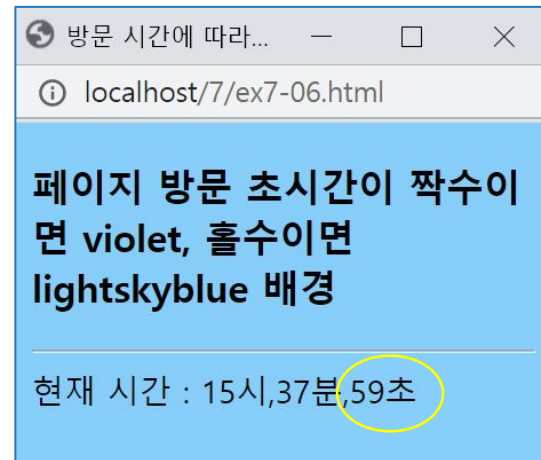 방문 시간에 따라...
localhost/7/ex7-06.html
페이지 방문 초시간이 짝수이
면 violet, 홀수이면
lightskyblue 배경
현재 시간 : 15시,37분,59초